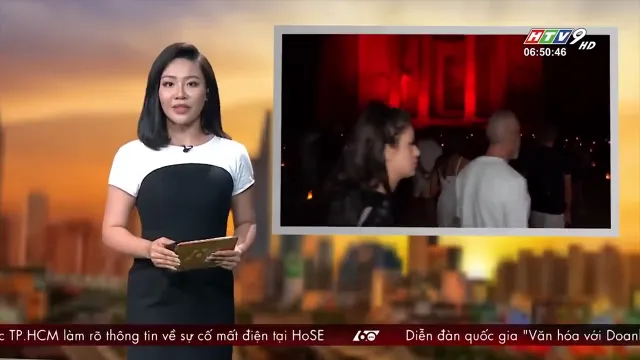 HTV9 HD
06:50:46
c TP.HCM làm rõ thông tin về sự cố mất điện tại HoSE 60 Diễn đàn quốc gia "Văn hóa với Doan